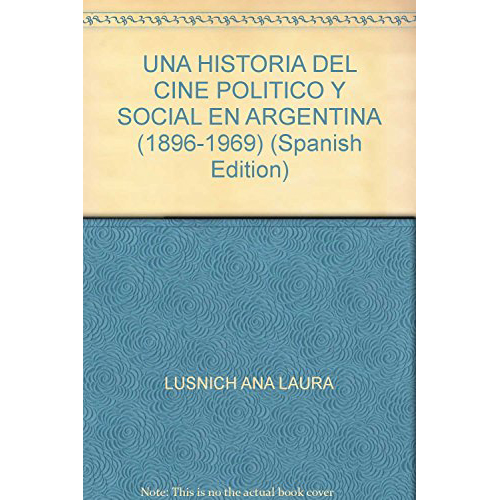 UNA HISTORIA DEL
CINE POLITICO Y
SOCIAL EN ARGENTINA
(1896-1969) (Spanish
Edition)
LUSNICH ANA LAURA
Note: This is no the actual book cover